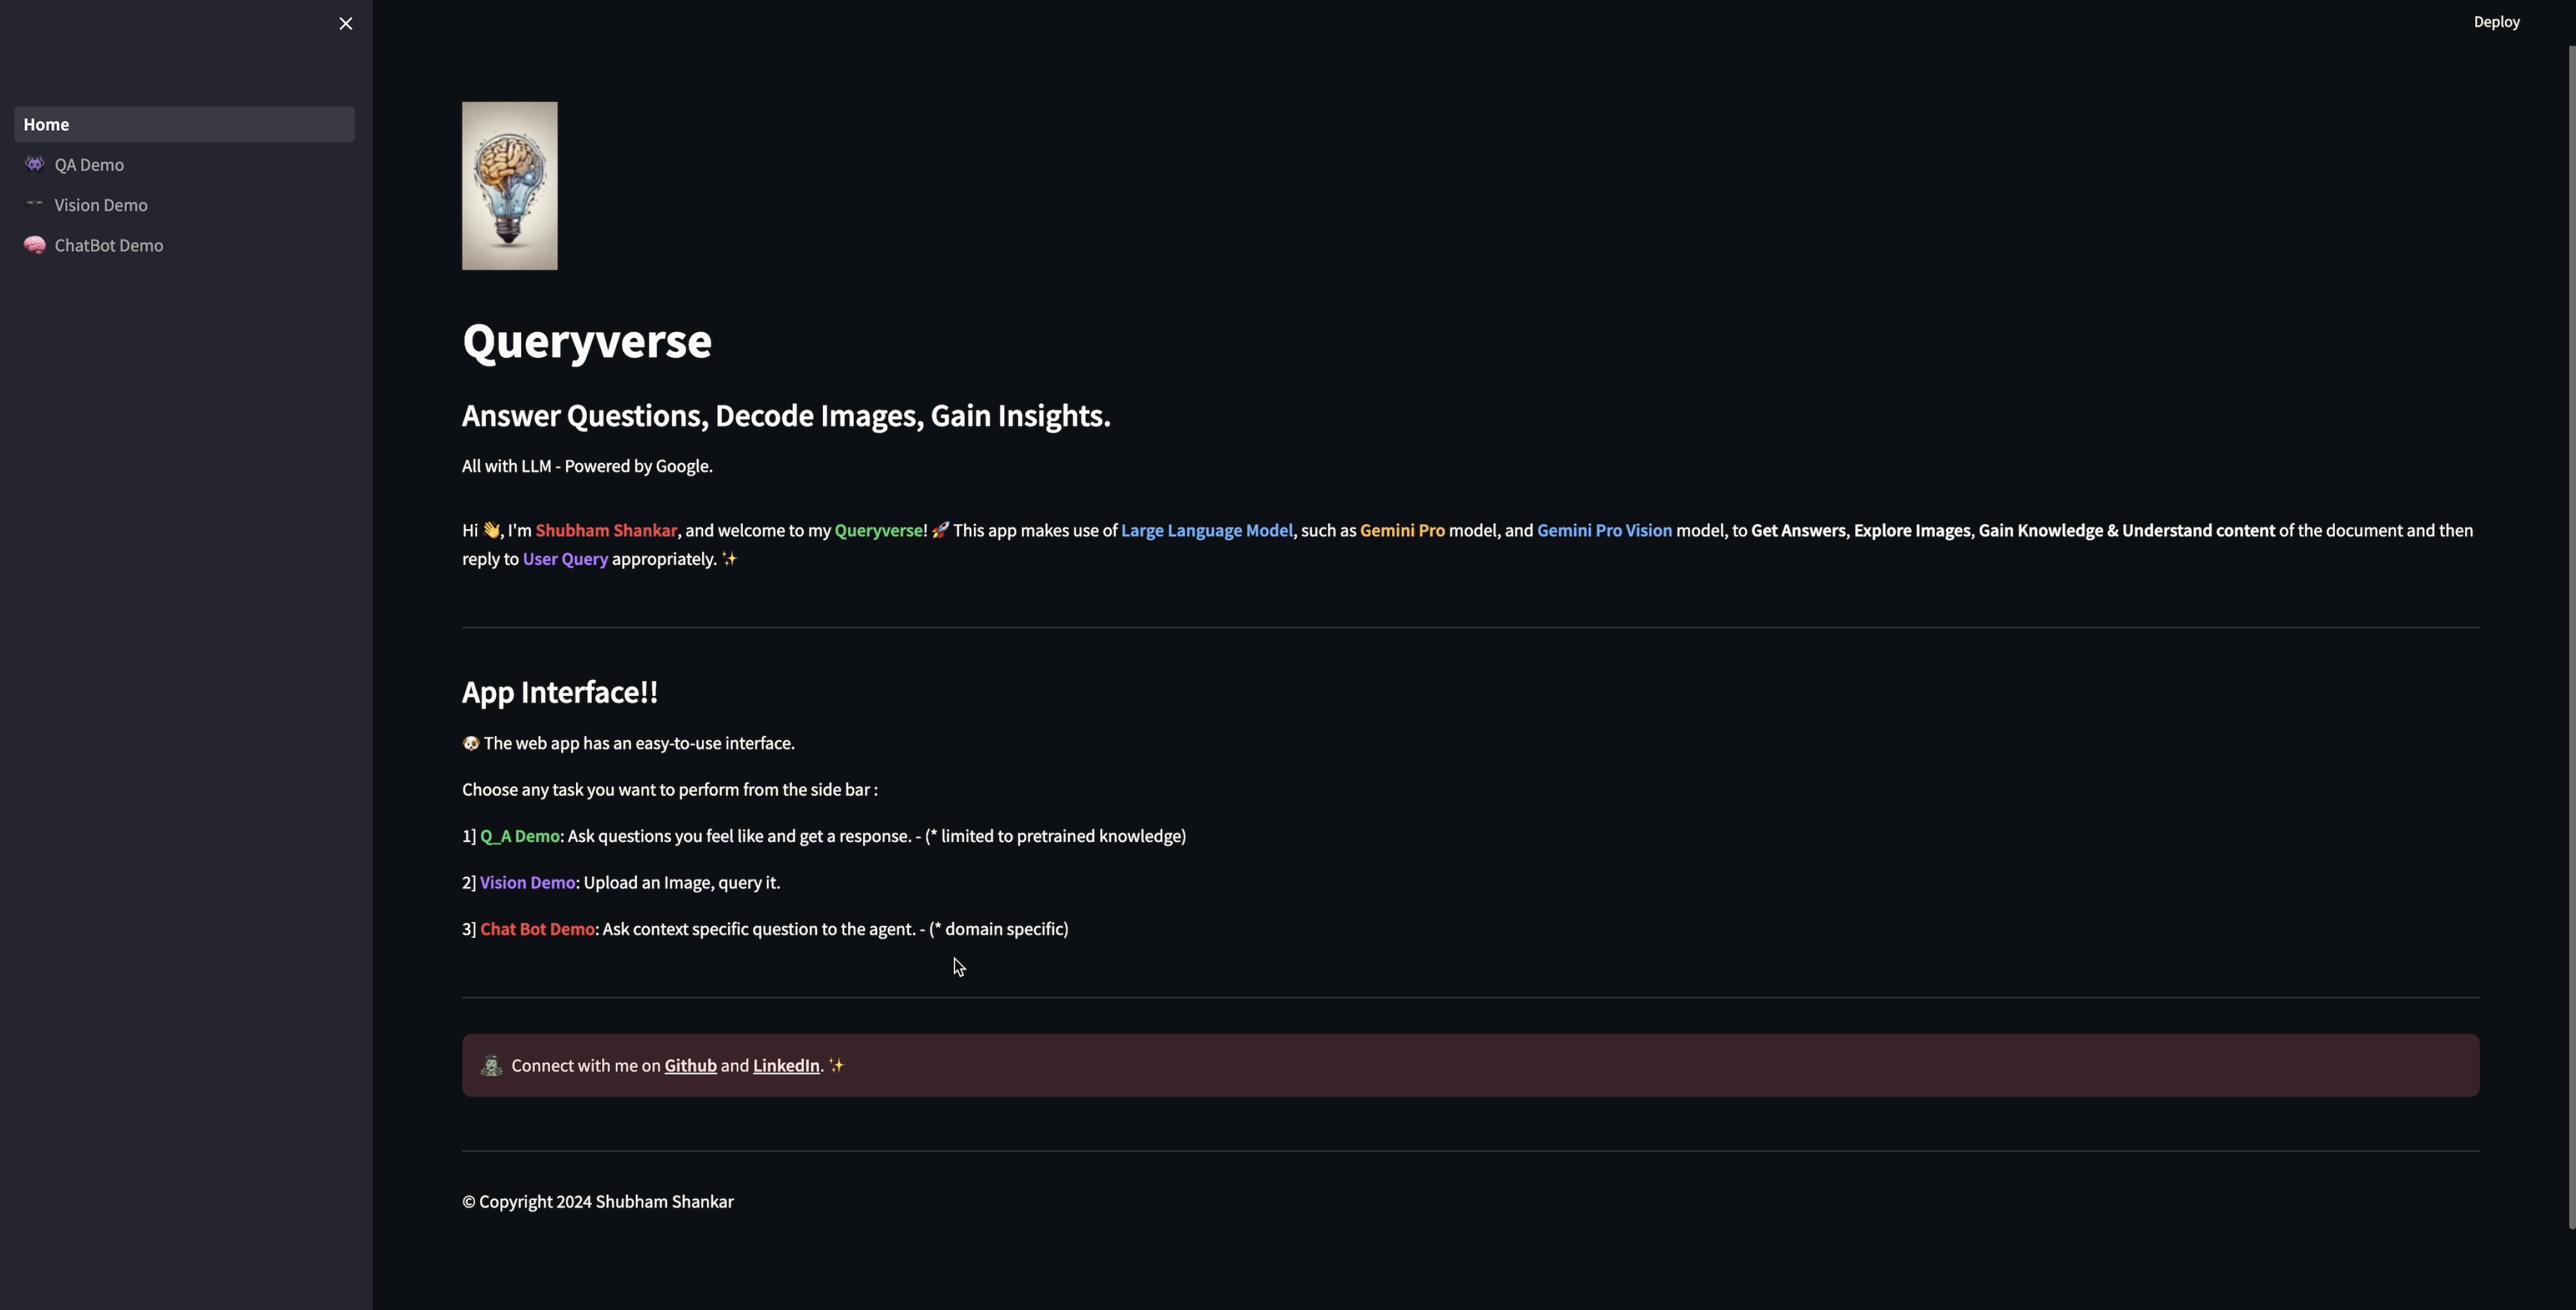 Deploy
Home
QA Demo
Vision Demo
ChatBot Demo
Queryverse
Answer Questions, Decode Images, Gain Insights.
All with LLM - Powered by Google.
Hi 👋, I'm Shubham Shankar, and welcome to my Queryverse! 🚀 This app makes use of Large Language Model, such as Gemini Pro model, and Gemini Pro Vision model, to Get Answers, Explore Images, Gain Knowledge & Understand content of the document and then
reply to User Query appropriately. ✨
App Interface!!
🐶 The web app has an easy-to-use interface.
Choose any task you want to perform from the side bar :
1] Q_A Demo: Ask questions you feel like and get a response. - (* limited to pretrained knowledge)
2] Vision Demo: Upload an Image, query it.
3] Chat Bot Demo: Ask context specific question to the agent. - (* domain specific)
Connect with me on Github and LinkedIn. ✨
© Copyright 2024 Shubham Shankar